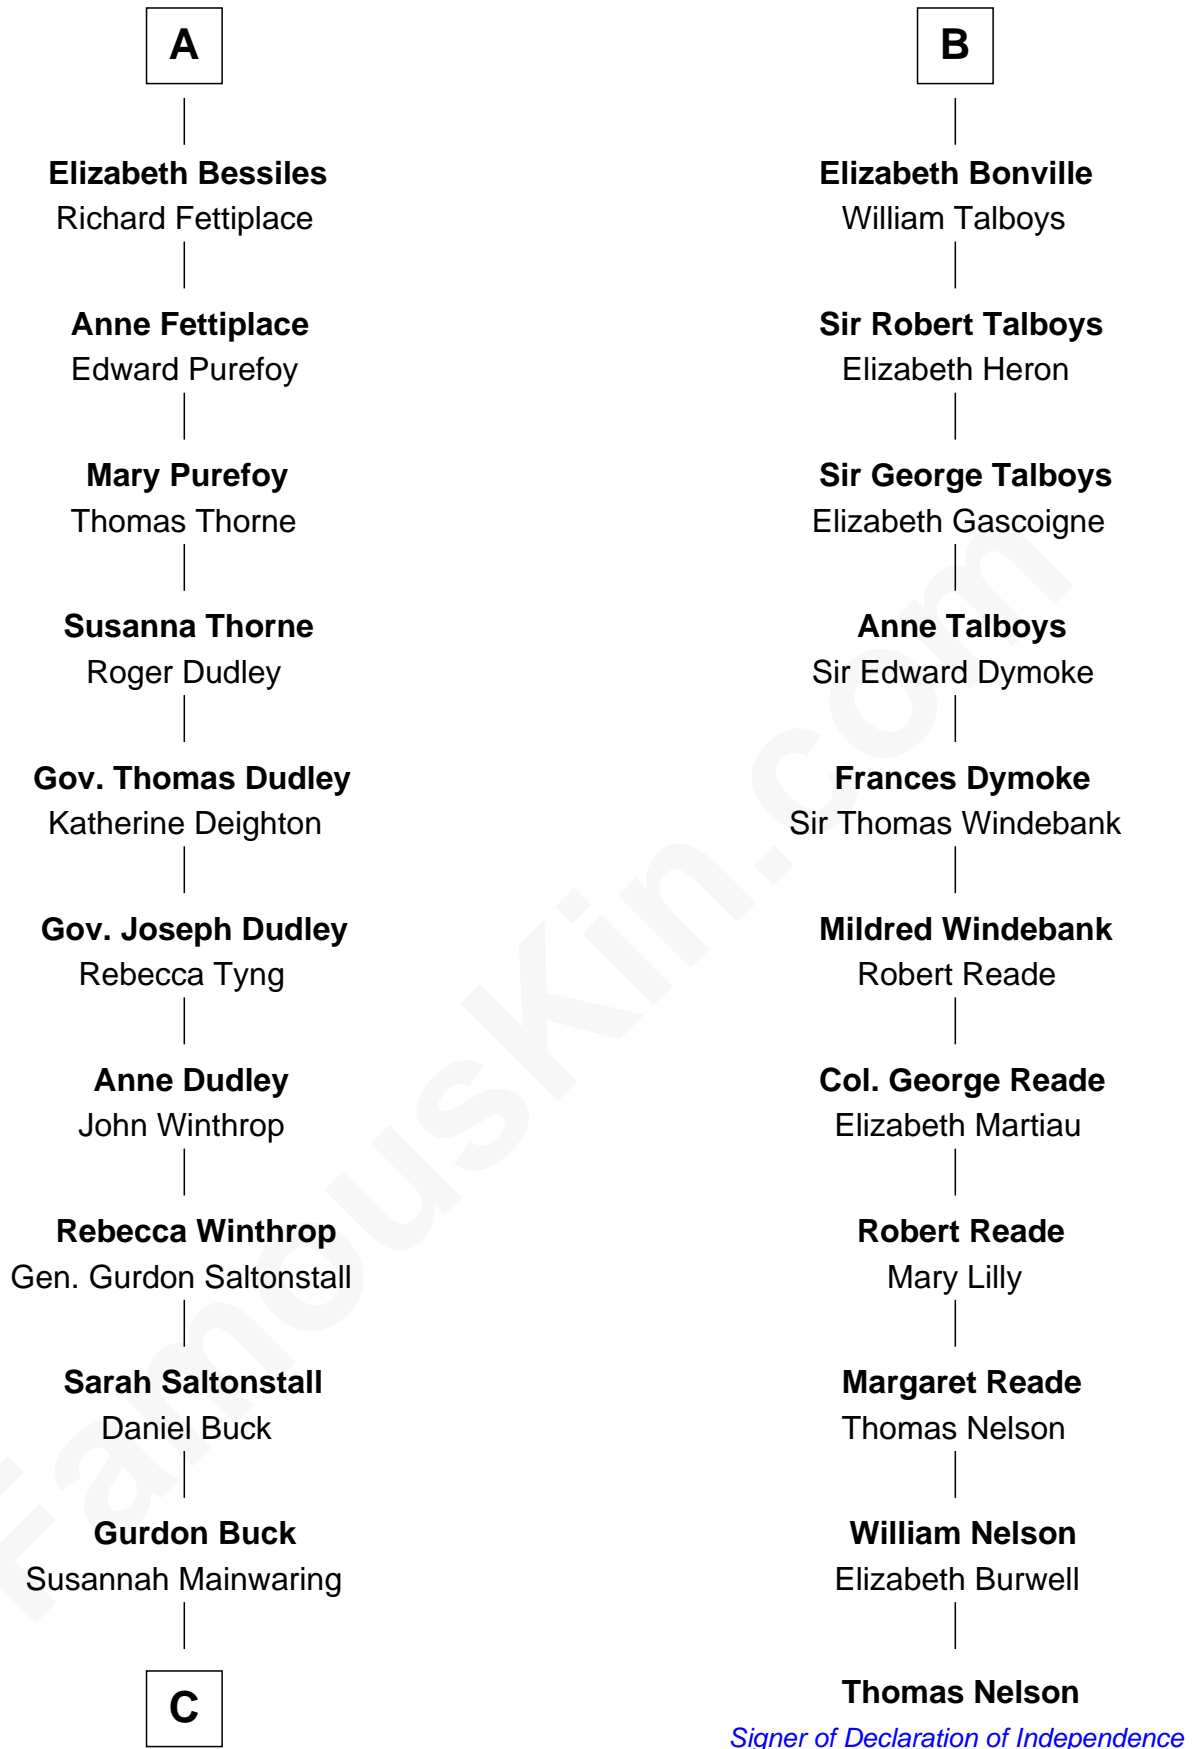 A
Elizabeth Bessiles
Richard Fettiplace
Anne Fettiplace
Edward Purefoy
Mary Purefoy
Thomas Thorne
Susanna Thorne
Roger Dudley
Gov. Thomas Dudley
Katherine Deighton
Gov. Joseph Dudley
Rebecca Tyng
Anne Dudley
John Winthrop
Rebecca Winthrop
Gen. Gurdon Saltonstall
Sarah Saltonstall
Daniel Buck
Gurdon Buck
Susannah Mainwaring
C
B
Elizabeth Bonville
William Talboys
Sir Robert Talboys
Elizabeth Heron
Sir George Talboys
Elizabeth Gascoigne
Anne Talboys
Sir Edward Dymoke
Frances Dymoke
Sir Thomas Windebank
Mildred Windebank
Robert Reade
Col. George Reade
Elizabeth Martiau
Robert Reade
Mary Lilly
Margaret Reade
Thomas Nelson
William Nelson
Elizabeth Burwell
Thomas Nelson
Signer of Declaration of Independence
FamousKin.com